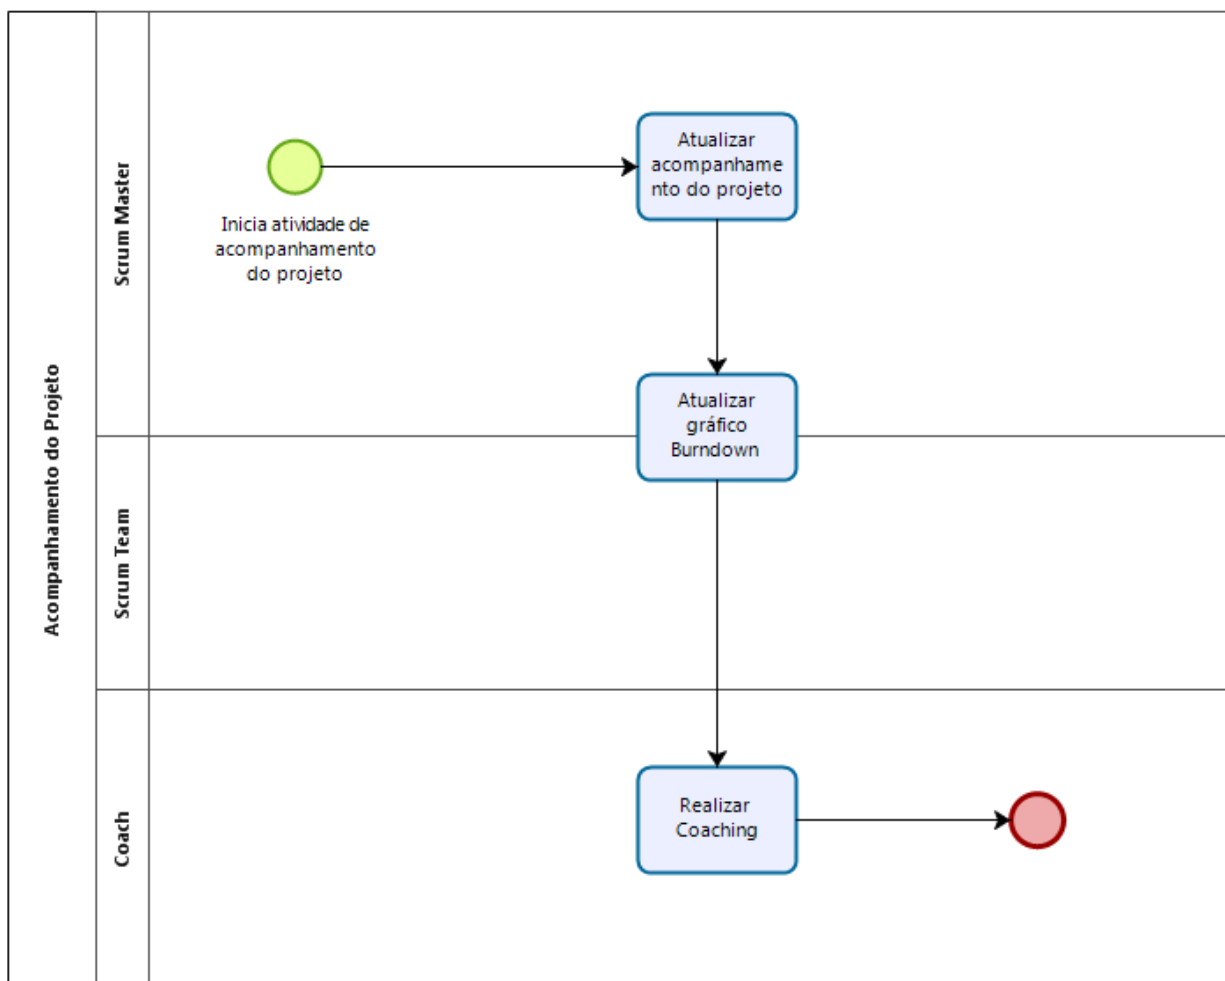 Acompanhamento do Projeto
Scrum Master
Inicia atividade de
acompanhamento
do projeto
Atualizar
acompanhame
nto do projeto
Atualizar
gráfico
Burndown
Scrum Team
Coach
Realizar
Coaching